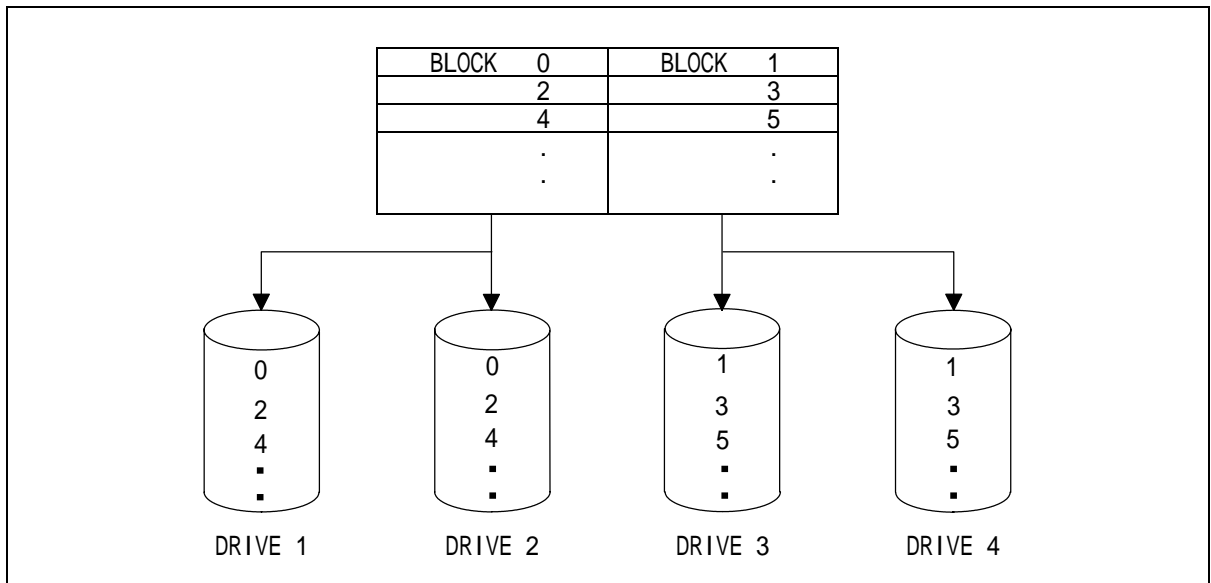 BLOCK 0 BLOCK 1
2 3
4 5
. .
. .
0 0 1 1
2 2 3 3
4 4 5 5
. . . .
. . . .
DRIVE 1 DRIVE 2 DRIVE 3 DRIVE 4